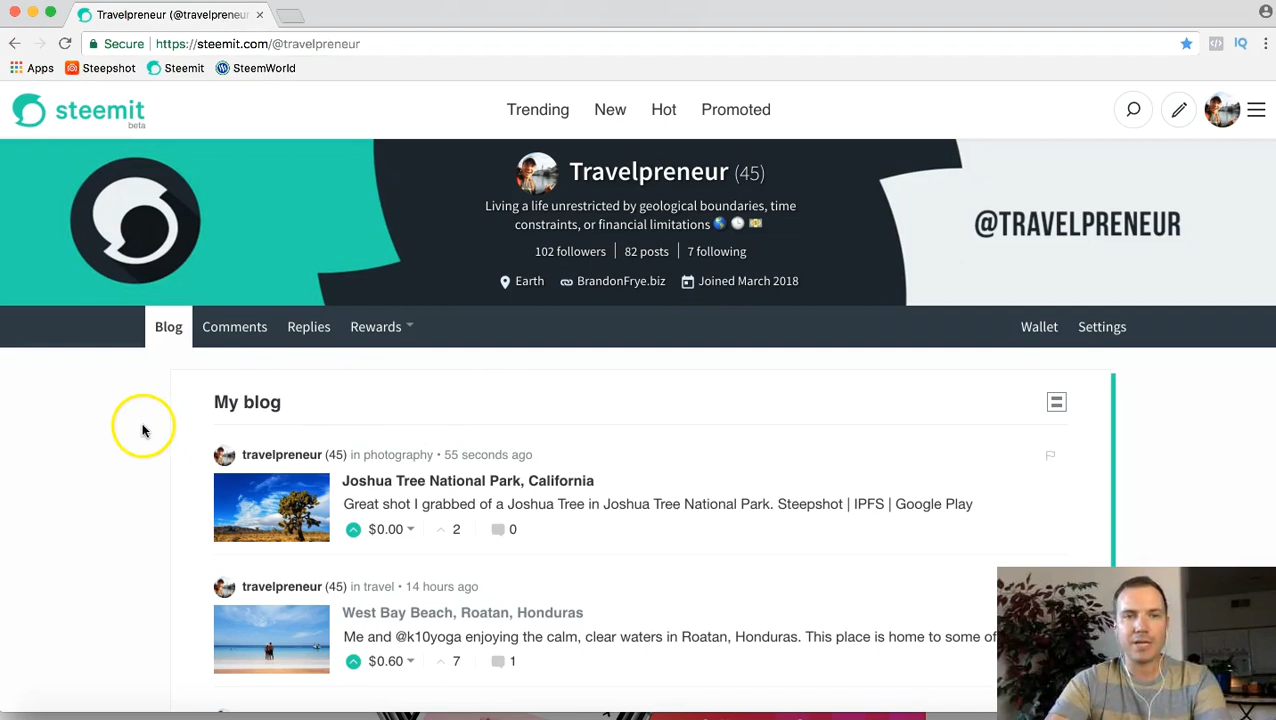 Travelpreneur (@travelpreneur
Secure | https://steemit.com/@travelpreneur
IQ
Apps Steepshot Steemit SteemWorld
steemit
beta
Trending New Hot Promoted
Travelpreneur (45)
Living a life unrestricted by geological boundaries, time
constraints, or financial limitations
102 followers 82 posts 7 following
Earth BrandonFrye.biz Joined March 2018
@TRAVELPRENEUR
Blog Comments Replies Rewards Wallet Settings
My blog
travelpreneur (45) in photography • 55 seconds ago
Joshua Tree National Park, California
Great shot I grabbed of a Joshua Tree in Joshua Tree National Park. Steepshot | IPFS | Google Play
$0.00 2 0
travelpreneur (45) in travel • 14 hours ago
West Bay Beach, Roatan, Honduras
Me and @k10yoga enjoying the calm, clear waters in Roatan, Honduras. This place is home to some of
$0.60 7 1